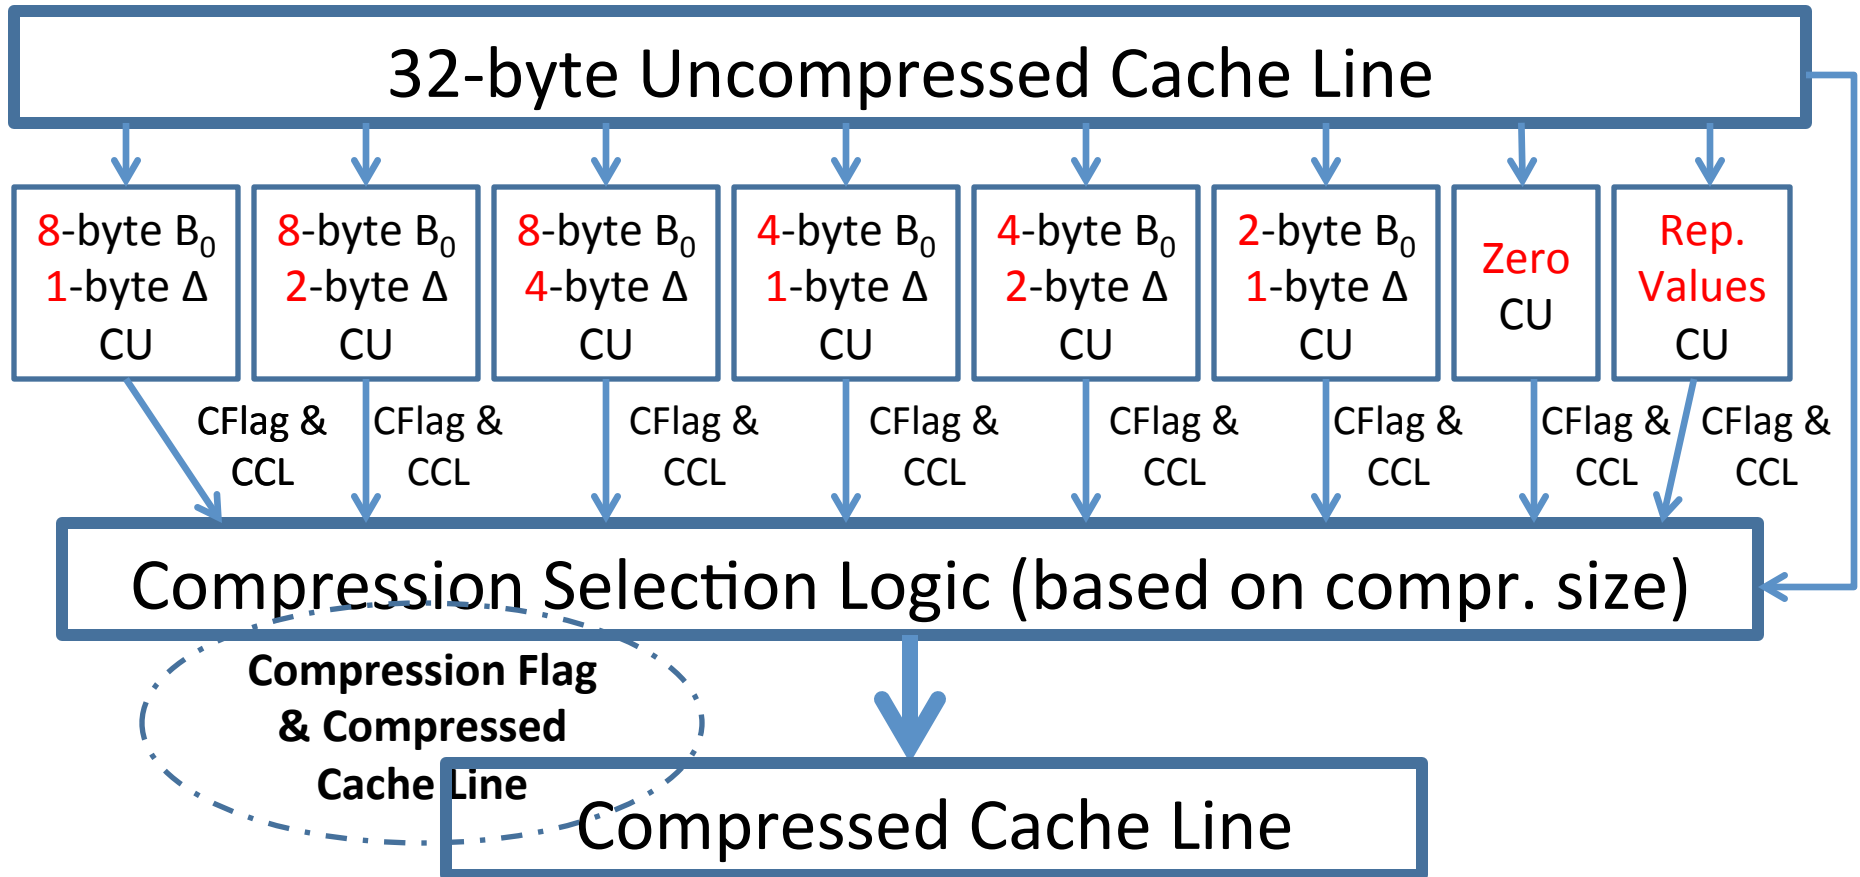 32-byte Uncompressed Cache Line
8-byte B₀
1-byte Δ
CU
8-byte B₀
2-byte Δ
CU
8-byte B₀
4-byte Δ
CU
4-byte B₀
1-byte Δ
CU
4-byte B₀
2-byte Δ
CU
2-byte B₀
1-byte Δ
CU
Zero
CU
Rep.
Values
CU
CFlag &
CCL
CFlag &
CCL
CFlag &
CCL
CFlag &
CCL
CFlag &
CCL
CFlag &
CCL
CFlag &
CCL
CFlag &
CCL
Compression Selection Logic (based on compr. size)
Compression Flag
& Compressed
Cache Line
Compressed Cache Line